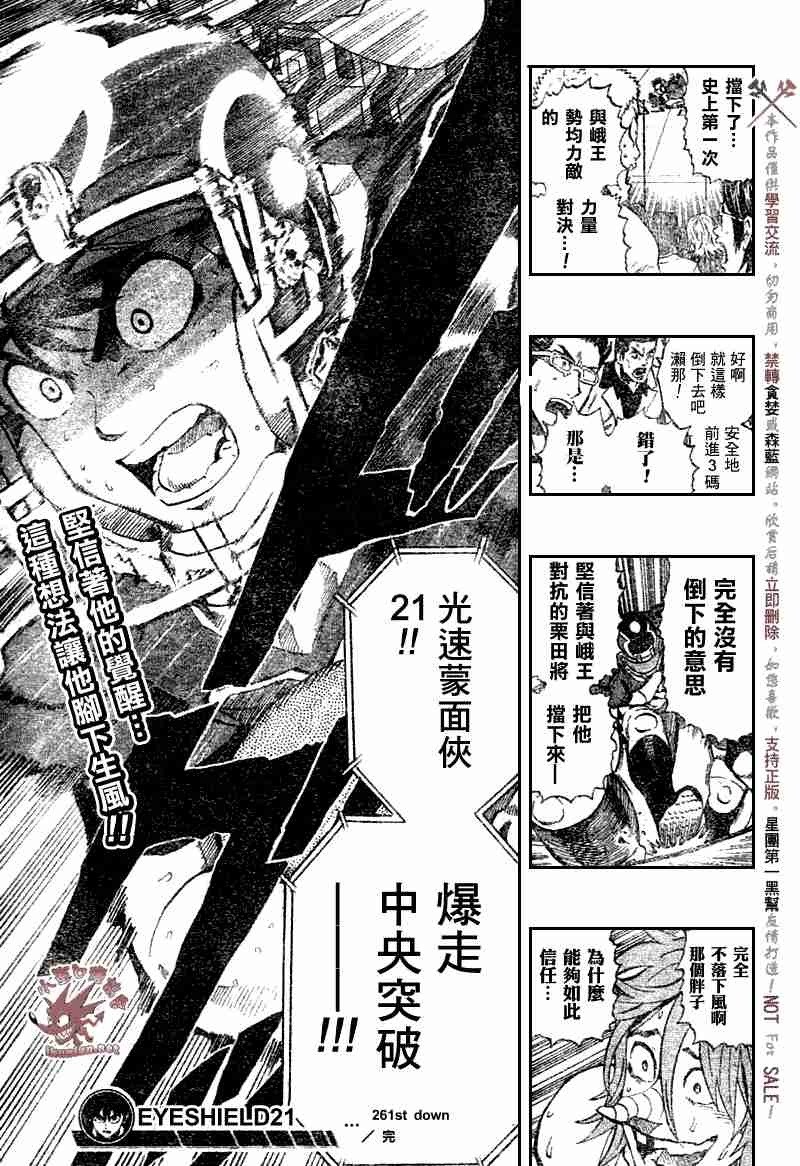 擋下了…
史上第一次
與峨王
勢均力敵
的
力量
對決…!
好啊
就這樣
倒下去吧
瀨那!
安全地
前進3碼
錯了!
那是…
完全沒有
倒下的意思
堅信著與峨王
對抗的栗田將
把他
擋下來—
完全
不落下風啊
那個胖子
為什麼
能夠如此
信任…
光速蒙面俠
21!!
爆走
中央突破
——!!!
堅信著他的覺醒…
這種想法讓他腳下生風!!
EYESHIELD21...
261st down
/ 完
本作品僅供學習交流，切勿商用，禁轉貪婪或森藍網站。欣賞后請立即刪除，如您喜歡，支持正版。星團第一黑幫友情打造！NOT For SALE！